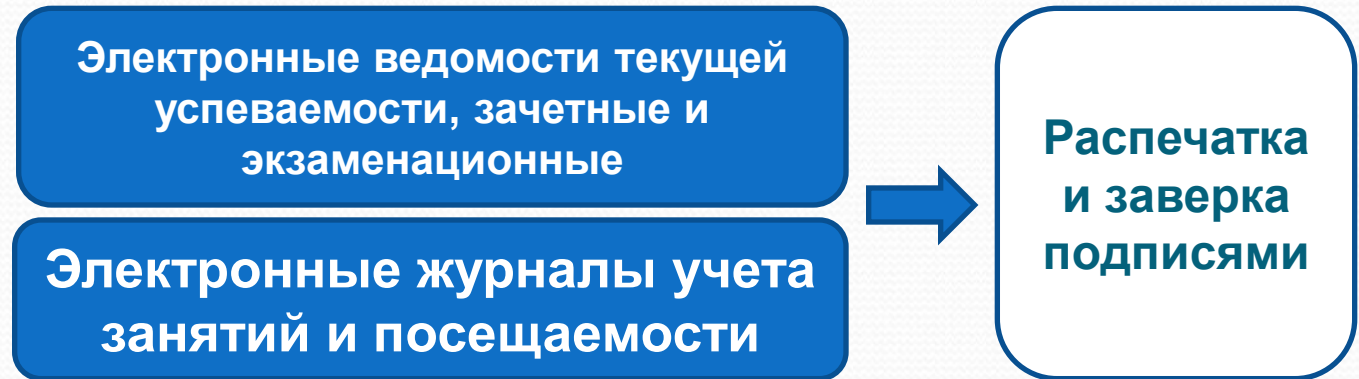 Электронные ведомости текущей
успеваемости, зачетные и
экзаменационные
Электронные журналы учета
занятий и посещаемости
Распечатка
и заверка
подписями